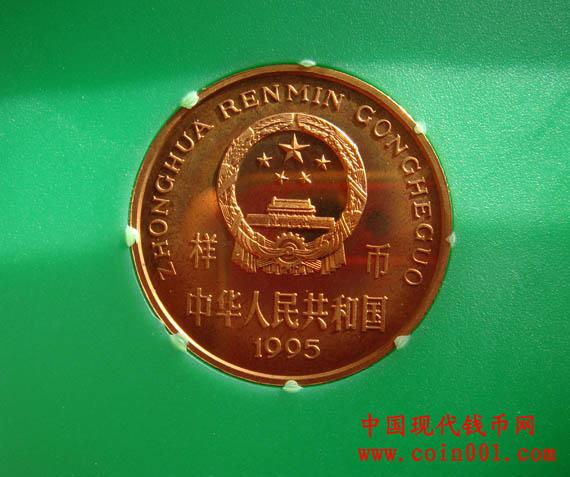 ZHONGHUA RENMIN GONGHEGUO
样 币
中华人民共和国
1995
中国现代钱币网
www.coin001.com